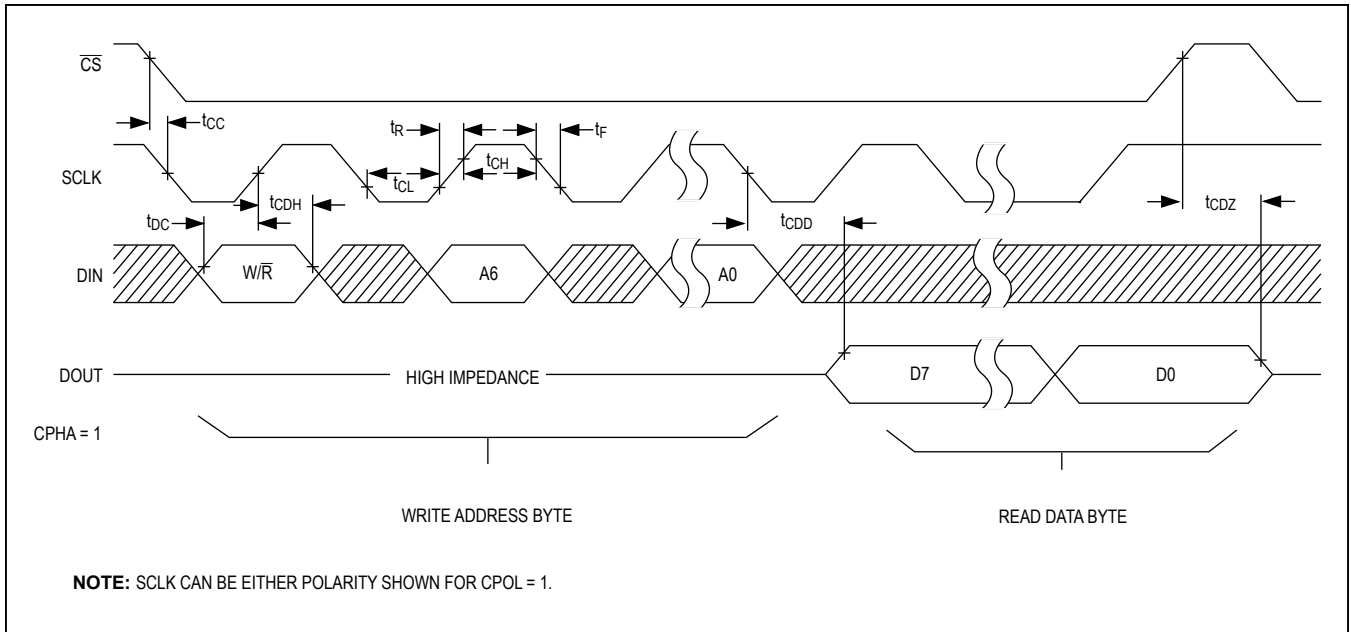 CS
tCC
tR
tF
tCH
SCLK
tCL
tCDH
tDC
tCDD
tCDZ
DIN
W/R
A6
A0
DOUT
HIGH IMPEDANCE
D7
D0
CPHA = 1
WRITE ADDRESS BYTE
READ DATA BYTE
NOTE: SCLK CAN BE EITHER POLARITY SHOWN FOR CPOL = 1.